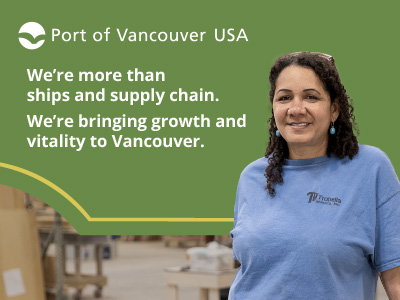 Port of Vancouver USA
We're more than
ships and supply chain.
We're bringing growth and
vitality to Vancouver.